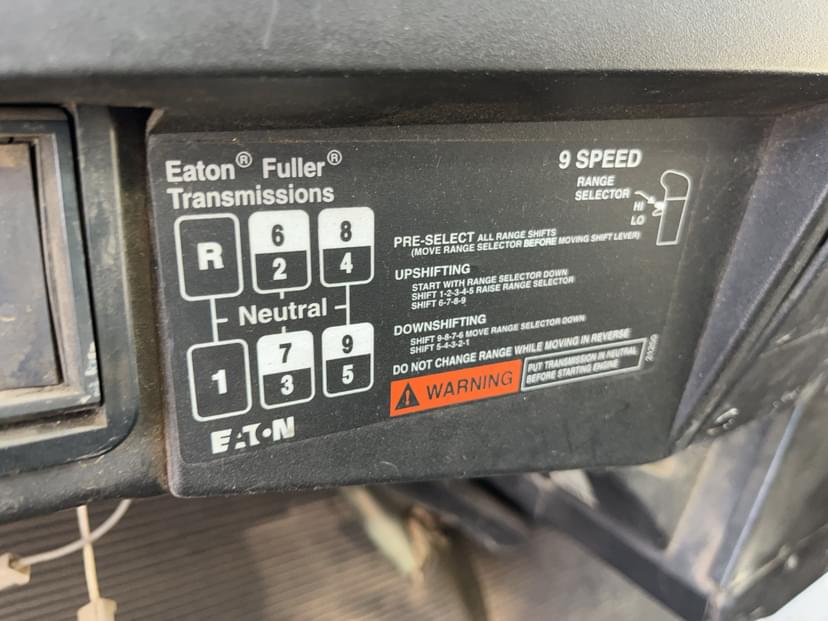 Eaton® Fuller®
Transmissions
R
6
2
8
4
Neutral
1
7
3
9
5
EATON
9 SPEED
RANGE
SELECTOR
HI
LO
PRE-SELECT ALL RANGE SHIFTS
(MOVE RANGE SELECTOR BEFORE MOVING SHIFT LEVER)
UPSHIFTING
START WITH RANGE SELECTOR DOWN
SHIFT 1-2-3-4-5 RAISE RANGE SELECTOR
SHIFT 6-7-8-9
DOWNSHIFTING
SHIFT 9-8-7-6 MOVE RANGE SELECTOR DOWN
SHIFT 5-4-3-2-1
DO NOT CHANGE RANGE WHILE MOVING IN REVERSE
WARNING
PUT TRANSMISSION IN NEUTRAL
BEFORE STARTING ENGINE